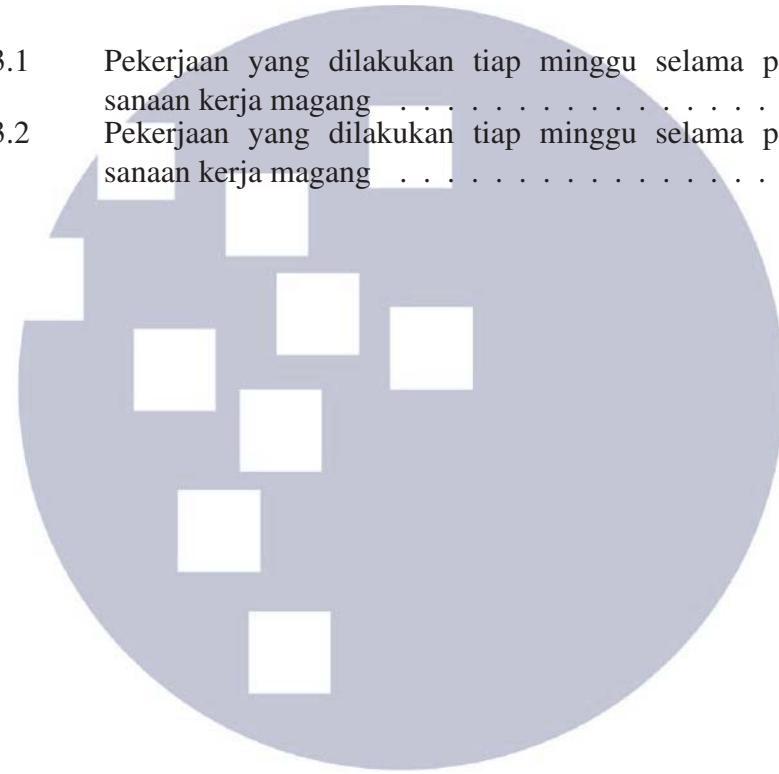 3.1 Pekerjaan yang dilakukan tiap minggu selama p
sanaan kerja magang . . . . . . . . . . . . . . . .
3.2 Pekerjaan yang dilakukan tiap minggu selama p
sanaan kerja magang . . . . . . . . . . . . . . . .